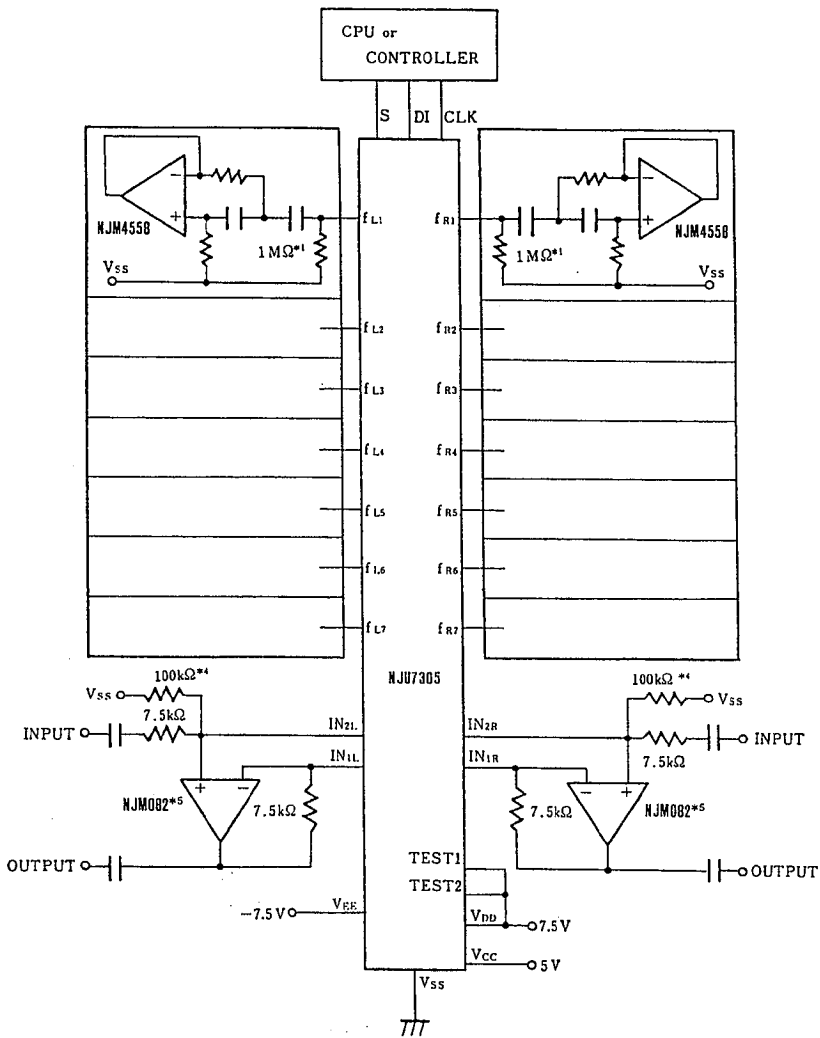 CPU or
CONTROLLER
S DI CLK
NJM4558
1MΩ*1
VSS
fL1
fL2
fL3
fL4
fL5
fL6
fL7
fR1
fR2
fR3
fR4
fR5
fR6
fR7
1MΩ*1
NJM4558
VSS
NJU7305
100kΩ*4
VSS
7.5kΩ
INPUT
IN2L
IN1L
NJM082*5
7.5kΩ
OUTPUT
-7.5V
VEE
100kΩ*4
VSS
IN2R
INPUT
7.5kΩ
IN1R
7.5kΩ
NJM082*5
OUTPUT
TEST1
TEST2
VDD
7.5V
VCC
5V
VSS